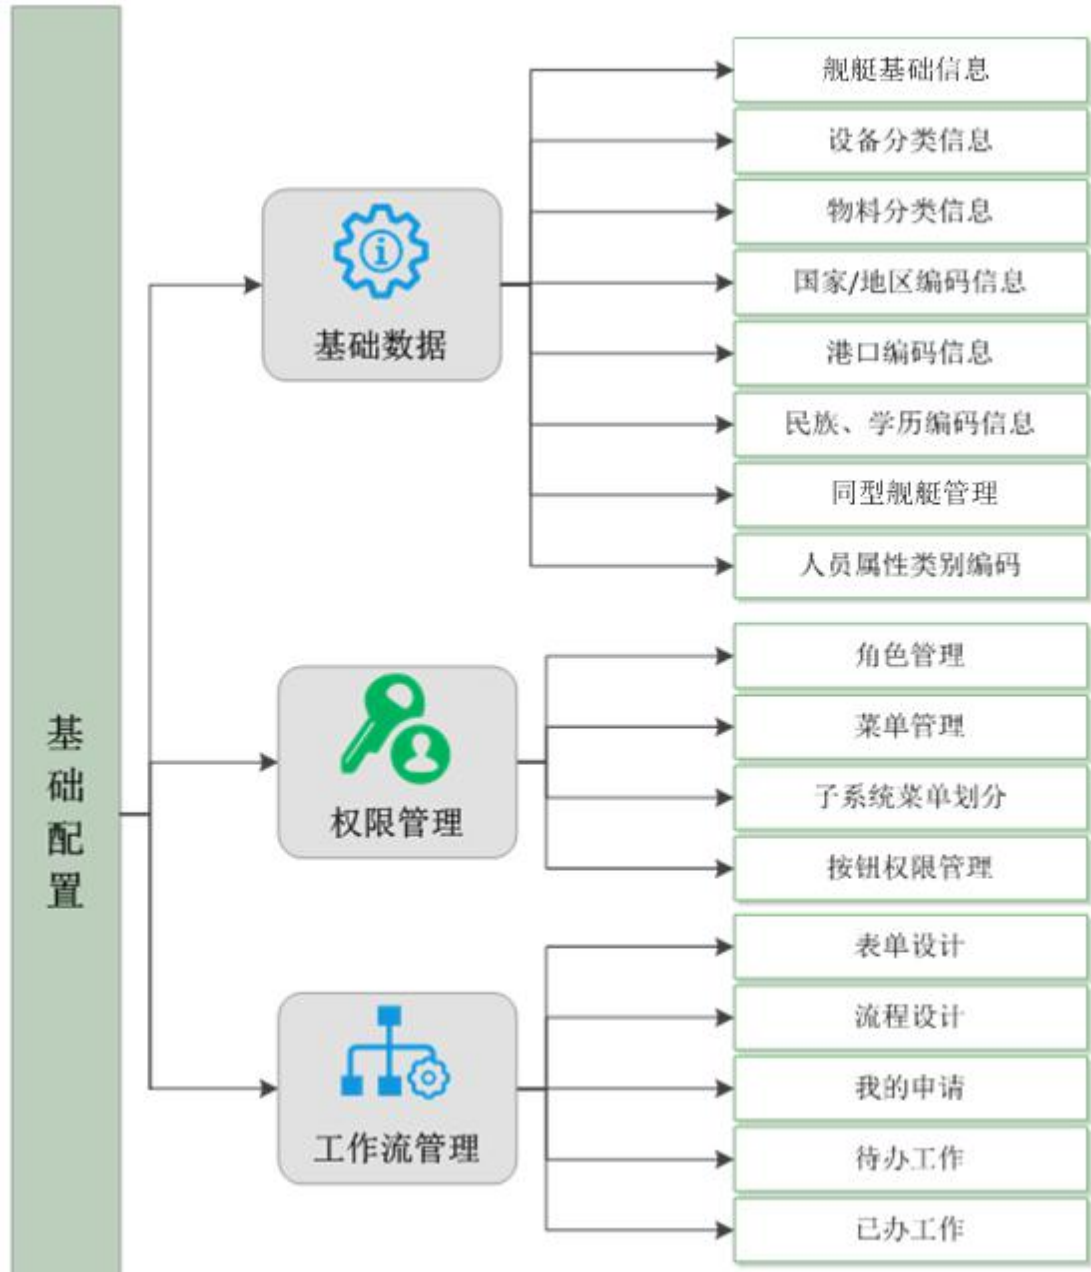 基础配置
基础数据
舰艇基础信息
设备分类信息
物料分类信息
国家/地区编码信息
港口编码信息
民族、学历编码信息
同型舰艇管理
人员属性类别编码
权限管理
角色管理
菜单管理
子系统菜单划分
按钮权限管理
工作流管理
表单设计
流程设计
我的申请
待办工作
已办工作